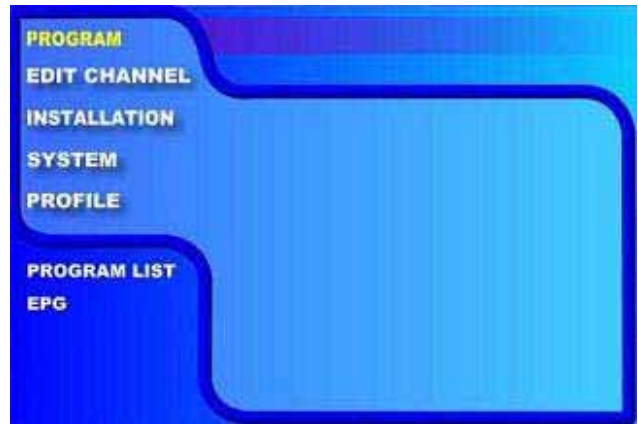 PROGRAM
EDIT CHANNEL
INSTALLATION
SYSTEM
PROFILE
PROGRAM LIST
EPG